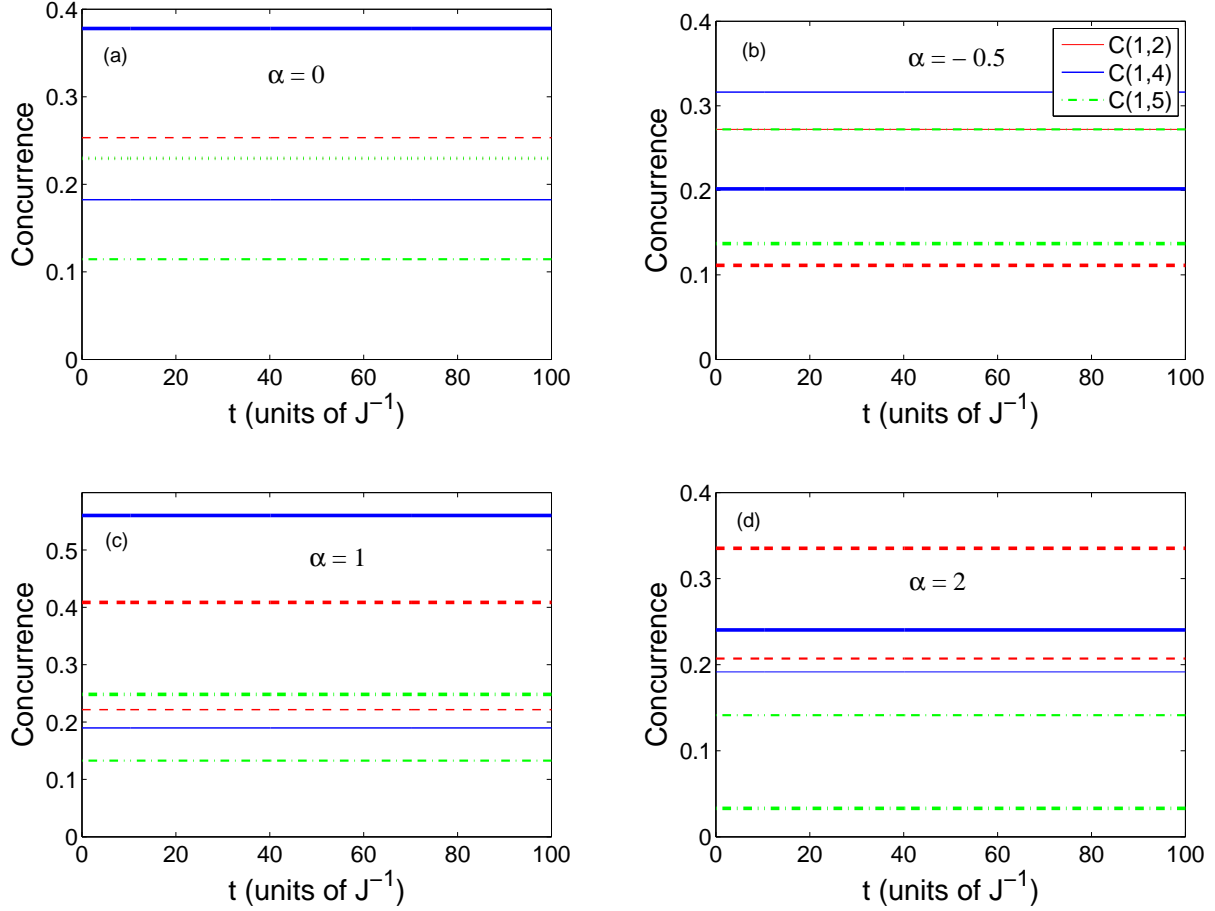 (a)
α = 0
0.4
0.3
0.2
0.1
0
Concurrence
0 20 40 60 80 100
t (units of J⁻¹)
(b)
α = − 0.5
C(1,2)
C(1,4)
C(1,5)
0.4
0.3
0.2
0.1
0
Concurrence
0 20 40 60 80 100
t (units of J⁻¹)
(c)
α = 1
0.5
0.4
0.3
0.2
0.1
0
Concurrence
0 20 40 60 80 100
t (units of J⁻¹)
(d)
α = 2
0.4
0.3
0.2
0.1
0
Concurrence
0 20 40 60 80 100
t (units of J⁻¹)